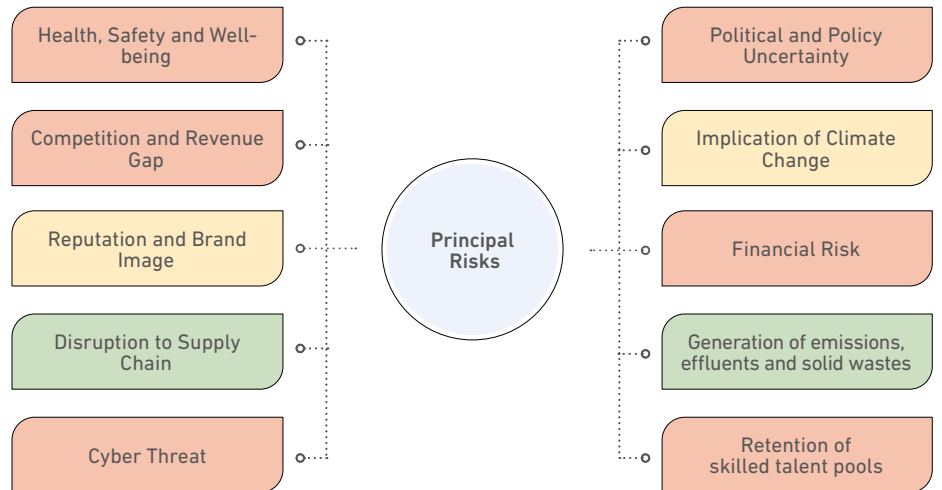 Health, Safety and Well-
being
Competition and Revenue
Gap
Reputation and Brand
Image
Disruption to Supply
Chain
Cyber Threat
Principal
Risks
Political and Policy
Uncertainty
Implication of Climate
Change
Financial Risk
Generation of emissions,
effluents and solid wastes
Retention of
skilled talent pools